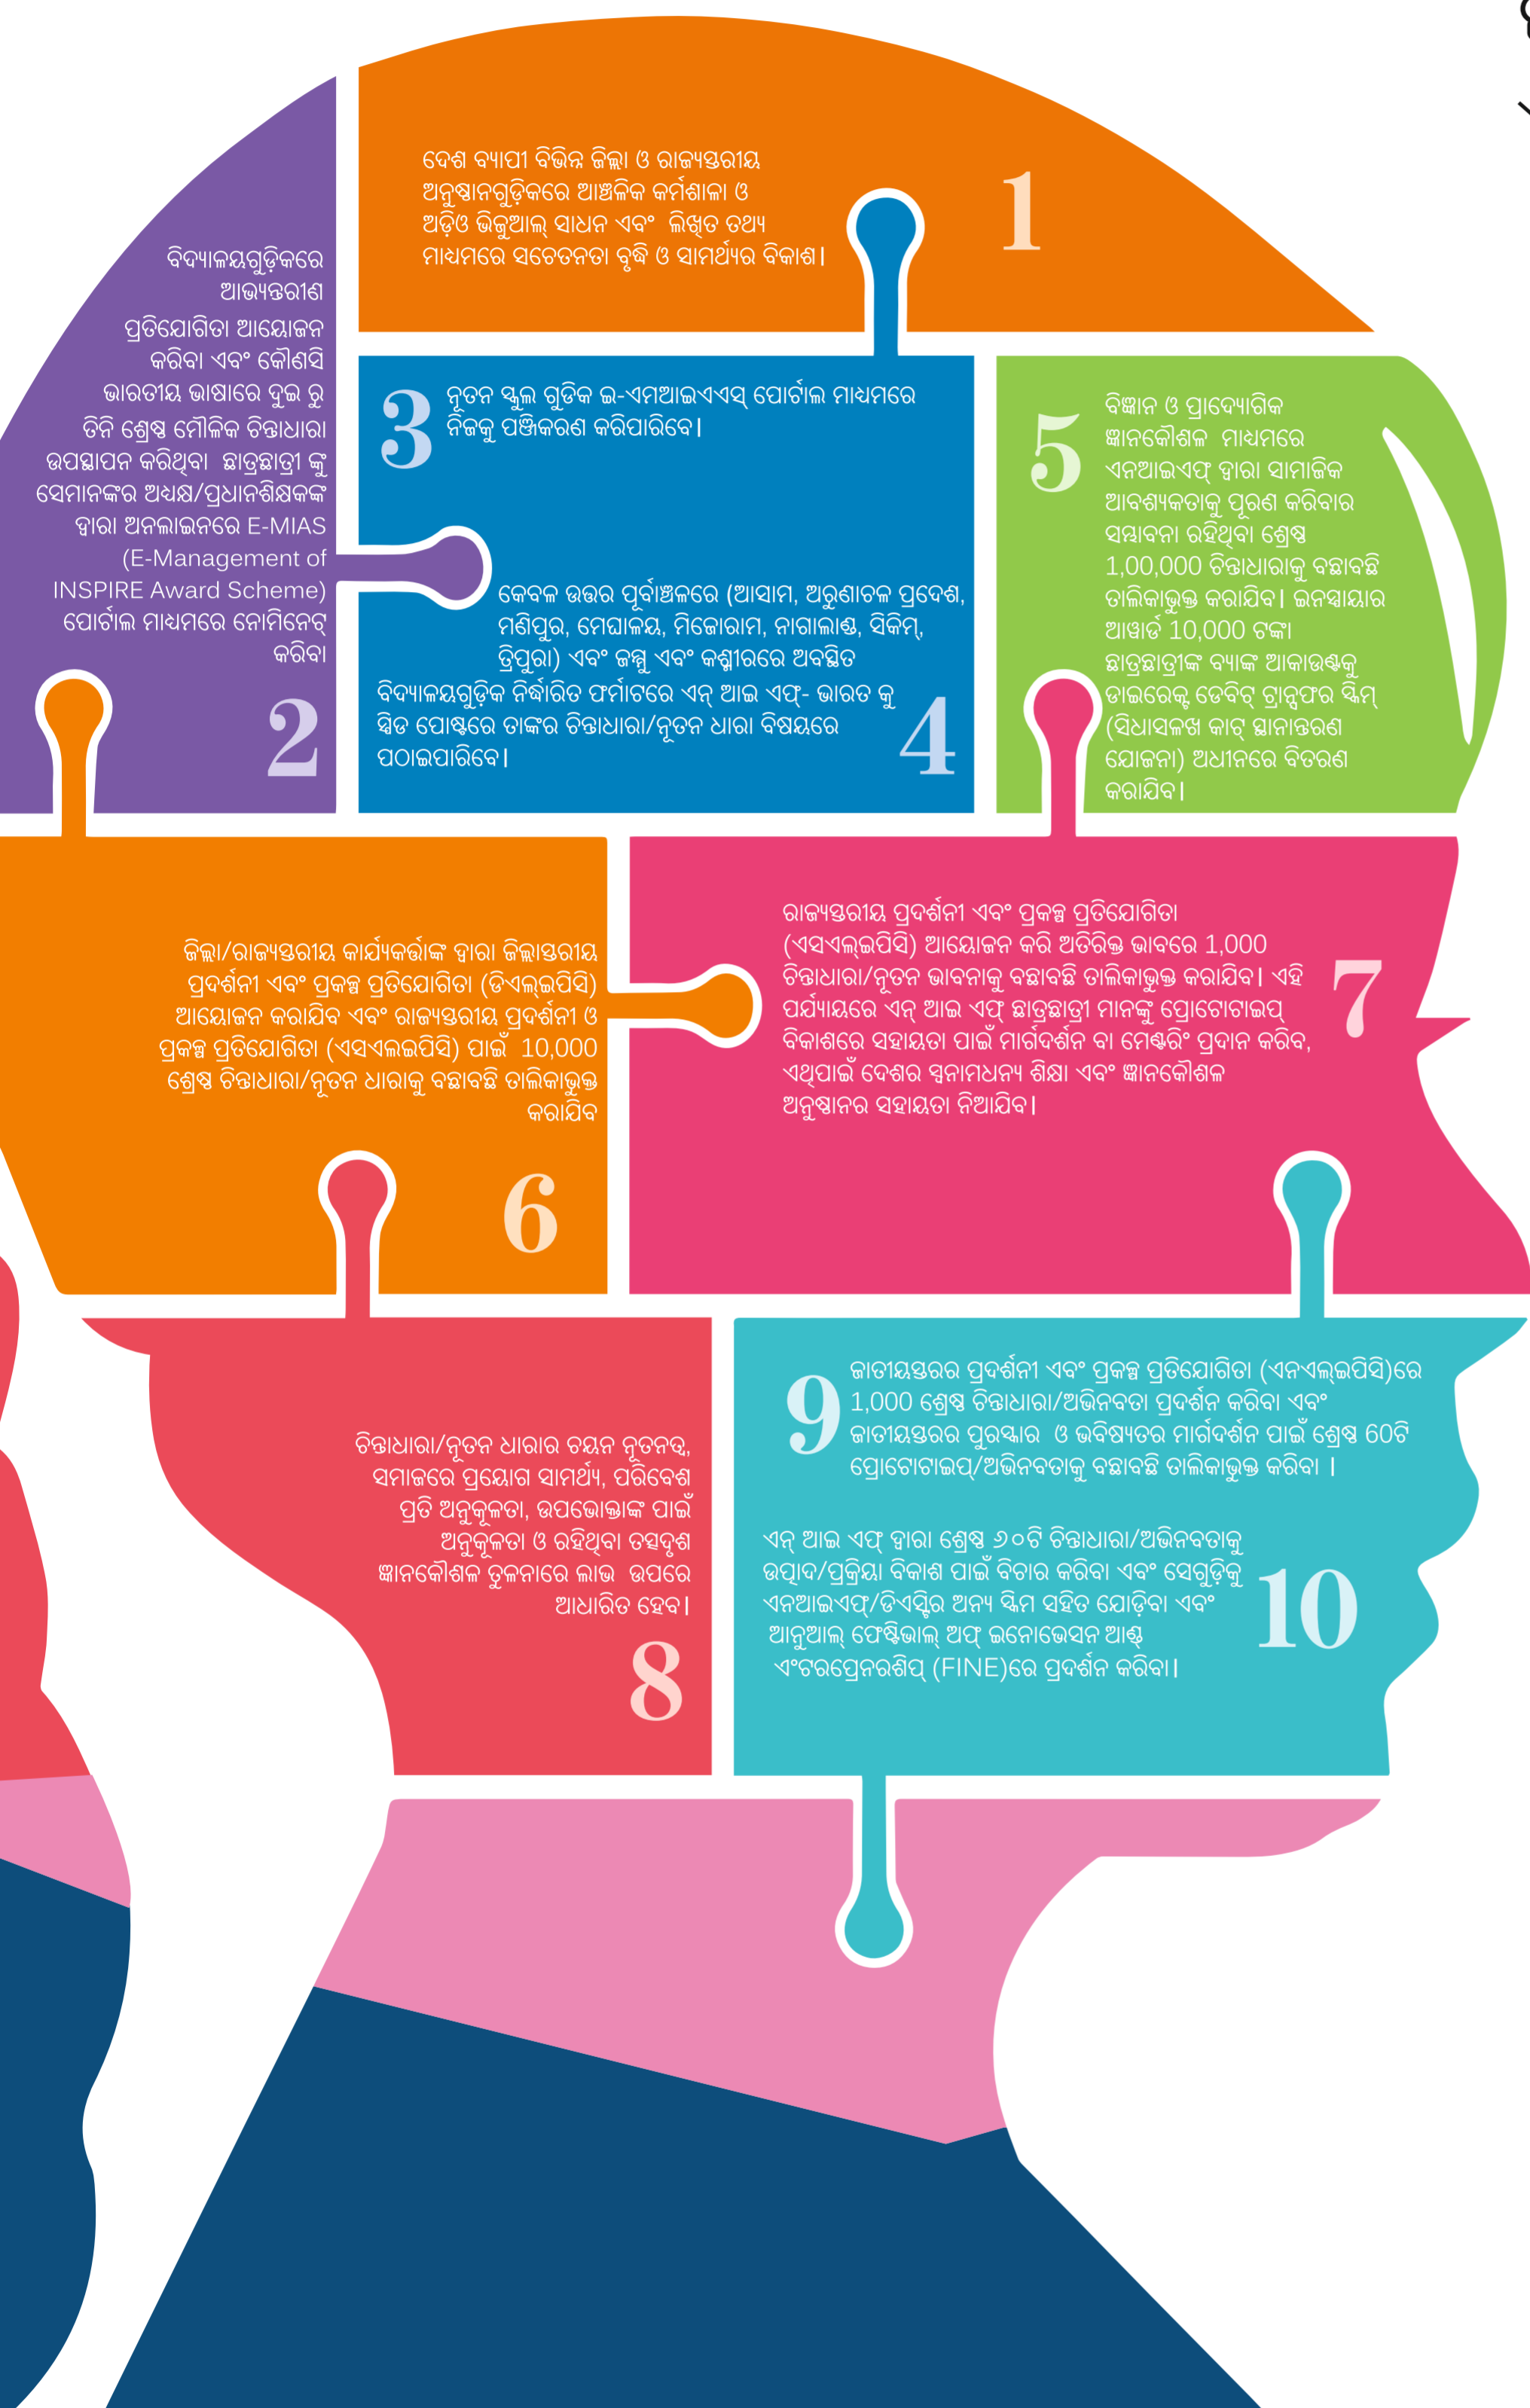 ଦେଶ ବ୍ୟାପୀ ବିଭିନ୍ନ ଜିଲ୍ଲା ଓ ରାଜ୍ୟସ୍ତରୀୟ
ଅନୁଷ୍ଠାନଗୁଡ଼ିକରେ ଆଞ୍ଚଳିକ କର୍ମଶାଳା ଓ
ଅଡ଼ିଓ ଭିଜୁଆଲ୍ ସାଧନ ଏବଂ ଲିଖିତ ତଥ୍ୟ
ମାଧ୍ୟମରେ ସଚେତନତା ବୃଦ୍ଧି ଓ ସାମର୍ଥ୍ୟର ବିକାଶ।
1
ବିଦ୍ୟାଳୟଗୁଡ଼ିକରେ
ଆଭ୍ୟନ୍ତରୀଣ
ପ୍ରତିଯୋଗିତା ଆୟୋଜନ
କରିବା ଏବଂ କୌଣସି
ଭାରତୀୟ ଭାଷାରେ ଦୁଇ ରୁ
ତିନି ଶ୍ରେଷ୍ଠ ମୌଳିକ ଚିନ୍ତାଧାରା
ଉପସ୍ଥାପନ କରିଥିବା ଛାତ୍ରଛାତ୍ରୀ ଙ୍କୁ
ସେମାନଙ୍କର ଅଧ୍ୟକ୍ଷ/ପ୍ରଧାନଶିକ୍ଷକଙ୍କ
ଦ୍ୱାରା ଅନଲାଇନରେ E-MIAS
(E-Management of
INSPIRE Award Scheme)
ପୋର୍ଟାଲ ମାଧ୍ୟମରେ ନୋମିନେଟ୍
କରିବା
2
3
ନୂତନ ସ୍କୁଲ ଗୁଡିକ ଇ-ଏମଆଇଏଏସ୍ ପୋର୍ଟାଲ ମାଧ୍ୟମରେ
ନିଜକୁ ପଞ୍ଜିକରଣ କରିପାରିବେ।
କେବଳ ଉତ୍ତର ପୂର୍ବାଞ୍ଚଳରେ (ଆସାମ, ଅରୁଣାଚଳ ପ୍ରଦେଶ,
ମଣିପୁର, ମେଘାଳୟ, ମିଜୋରାମ, ନାଗାଲାଣ୍ଡ, ସିକିମ୍,
ତ୍ରିପୁରା) ଏବଂ ଜମ୍ମୁ ଏବଂ କଶ୍ମୀରରେ ଅବସ୍ଥିତ
ବିଦ୍ୟାଳୟଗୁଡ଼ିକ ନିର୍ଦ୍ଧାରିତ ଫର୍ମାଟରେ ଏନ୍ ଆଇ ଏଫ୍- ଭାରତ କୁ
ସ୍ପିଡ ପୋଷ୍ଟରେ ତାଙ୍କର ଚିନ୍ତାଧାରା/ନୂତନ ଧାରା ବିଷୟରେ
ପଠାଇପାରିବେ।
4
5
ବିଜ୍ଞାନ ଓ ପ୍ରାଦ୍ୟୋଗିକ
ଜ୍ଞାନକୌଶଳ ମାଧ୍ୟମରେ
ଏନଆଇଏଫ୍ ଦ୍ୱାରା ସାମାଜିକ
ଆବଶ୍ୟକତାକୁ ପୂରଣ କରିବାର
ସମ୍ଭାବନା ରହିଥିବା ଶ୍ରେଷ୍ଠ
1,00,000 ଚିନ୍ତାଧାରାକୁ ବଛାବଛି
ତାଲିକାଭୁକ୍ତ କରାଯିବ। ଇନସ୍ପାୟାର
ଆୱାର୍ଡ 10,000 ଟଙ୍କା
ଛାତ୍ରଛାତ୍ରୀଙ୍କ ବ୍ୟାଙ୍କ ଆକାଉଣ୍ଟକୁ
ଡାଇରେକ୍ଟ ଡେବିଟ୍ ଟ୍ରାନ୍ସଫର ସ୍କିମ୍
(ସିଧାସଳଖ କାଟ୍ ସ୍ଥାନାନ୍ତରଣ
ଯୋଜନା) ଅଧୀନରେ ବିତରଣ
କରାଯିବ।
ଜିଲ୍ଲା/ରାଜ୍ୟସ୍ତରୀୟ କାର୍ଯ୍ୟକର୍ତ୍ତାଙ୍କ ଦ୍ୱାରା ଜିଲ୍ଲାସ୍ତରୀୟ
ପ୍ରଦର୍ଶନୀ ଏବଂ ପ୍ରକଳ୍ପ ପ୍ରତିଯୋଗିତା (ଡିଏଲ୍ଇପିସି)
ଆୟୋଜନ କରାଯିବ ଏବଂ ରାଜ୍ୟସ୍ତରୀୟ ପ୍ରଦର୍ଶନୀ ଓ
ପ୍ରକଳ୍ପ ପ୍ରତିଯୋଗିତା (ଏସଏଲଇପିସି) ପାଇଁ 10,000
ଶ୍ରେଷ୍ଠ ଚିନ୍ତାଧାରା/ନୂତନ ଧାରାକୁ ବଛାବଛି ତାଲିକାଭୁକ୍ତ
କରାଯିବ
6
ରାଜ୍ୟସ୍ତରୀୟ ପ୍ରଦର୍ଶନୀ ଏବଂ ପ୍ରକଳ୍ପ ପ୍ରତିଯୋଗିତା
(ଏସଏଲ୍ଇପିସି) ଆୟୋଜନ କରି ଅତିରିକ୍ତ ଭାବରେ 1,000
ଚିନ୍ତାଧାରା/ନୂତନ ଭାବନାକୁ ବଛାବଛି ତାଲିକାଭୁକ୍ତ କରାଯିବ। ଏହି
ପର୍ଯ୍ୟାୟରେ ଏନ୍ ଆଇ ଏଫ୍ ଛାତ୍ରଛାତ୍ରୀ ମାନଙ୍କୁ ପ୍ରୋଟୋଟାଇପ୍
ବିକାଶରେ ସହାୟତା ପାଇଁ ମାର୍ଗଦର୍ଶନ ବା ମେଣ୍ଟରିଂ ପ୍ରଦାନ କରିବ,
ଏଥିପାଇଁ ଦେଶର ସ୍ୱନାମଧନ୍ୟ ଶିକ୍ଷା ଏବଂ ଜ୍ଞାନକୌଶଳ
ଅନୁଷ୍ଠାନର ସହାୟତା ନିଆଯିବ।
7
ଚିନ୍ତାଧାରା/ନୂତନ ଧାରାର ଚୟନ ନୂତନତ୍ୱ,
ସମାଜରେ ପ୍ରୟୋଗ ସାମର୍ଥ୍ୟ, ପରିବେଶ
ପ୍ରତି ଅନୁକୂଳତା, ଉପଭୋକ୍ତାଙ୍କ ପାଇଁ
ଅନୁକୂଳତା ଓ ରହିଥିବା ତତ୍ସଦୃଶ
ଜ୍ଞାନକୌଶଳ ତୁଳନାରେ ଲାଭ ଉପରେ
ଆଧାରିତ ହେବ।
8
9
ଜାତୀୟସ୍ତରର ପ୍ରଦର୍ଶନୀ ଏବଂ ପ୍ରକଳ୍ପ ପ୍ରତିଯୋଗିତା (ଏନଏଲ୍ଇପିସି)ରେ
1,000 ଶ୍ରେଷ୍ଠ ଚିନ୍ତାଧାରା/ଅଭିନବତା ପ୍ରଦର୍ଶନ କରିବା ଏବଂ
ଜାତୀୟସ୍ତରର ପୁରସ୍କାର ଓ ଭବିଷ୍ୟତର ମାର୍ଗଦର୍ଶନ ପାଇଁ ଶ୍ରେଷ୍ଠ 60ଟି
ପ୍ରୋଟୋଟାଇପ୍/ଅଭିନବତାକୁ ବଛାବଛି ତାଲିକାଭୁକ୍ତ କରିବା ।
ଏନ୍ ଆଇ ଏଫ୍ ଦ୍ୱାରା ଶ୍ରେଷ୍ଠ ୬୦ଟି ଚିନ୍ତାଧାରା/ଅଭିନବତାକୁ
ଉତ୍ପାଦ/ପ୍ରକ୍ରିୟା ବିକାଶ ପାଇଁ ବିଚାର କରିବା ଏବଂ ସେଗୁଡ଼ିକୁ
ଏନଆଇଏଫ୍/ଡିଏସ୍ଟିର ଅନ୍ୟ ସ୍କିମ ସହିତ ଯୋଡ଼ିବା ଏବଂ
ଆନୁଆଲ୍ ଫେଷ୍ଟିଭାଲ୍ ଅଫ୍ ଇନୋଭେସନ ଆଣ୍ଡ୍
ଏଂଟରପ୍ରେନରଶିପ୍ (FINE)ରେ ପ୍ରଦର୍ଶନ କରିବା।
10